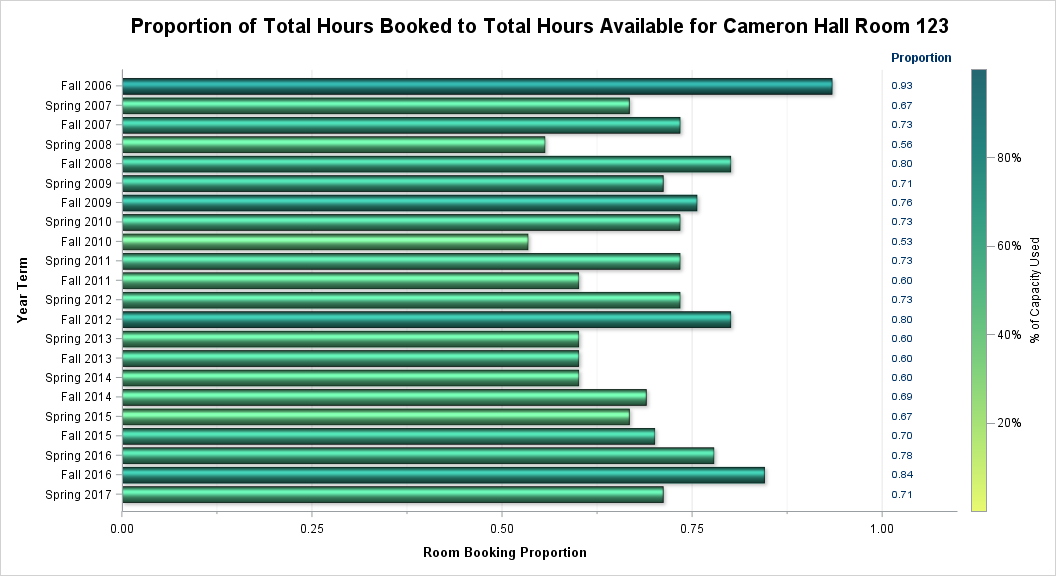 Proportion of Total Hours Booked to Total Hours Available for Cameron Hall Room 123
Proportion
Fall 2006 0.93
Spring 2007 0.67
Fall 2007 0.73
Spring 2008 0.56
Fall 2008 0.80
Spring 2009 0.71
Fall 2009 0.76
Spring 2010 0.73
Fall 2010 0.53
Spring 2011 0.73
Fall 2011 0.60
Spring 2012 0.73
Fall 2012 0.80
Spring 2013 0.60
Fall 2013 0.60
Spring 2014 0.60
Fall 2014 0.69
Spring 2015 0.67
Fall 2015 0.70
Spring 2016 0.78
Fall 2016 0.84
Spring 2017 0.71
Year Term
0.00 0.25 0.50 0.75 1.00
Room Booking Proportion
80%
60%
40%
20%
% of Capacity Used